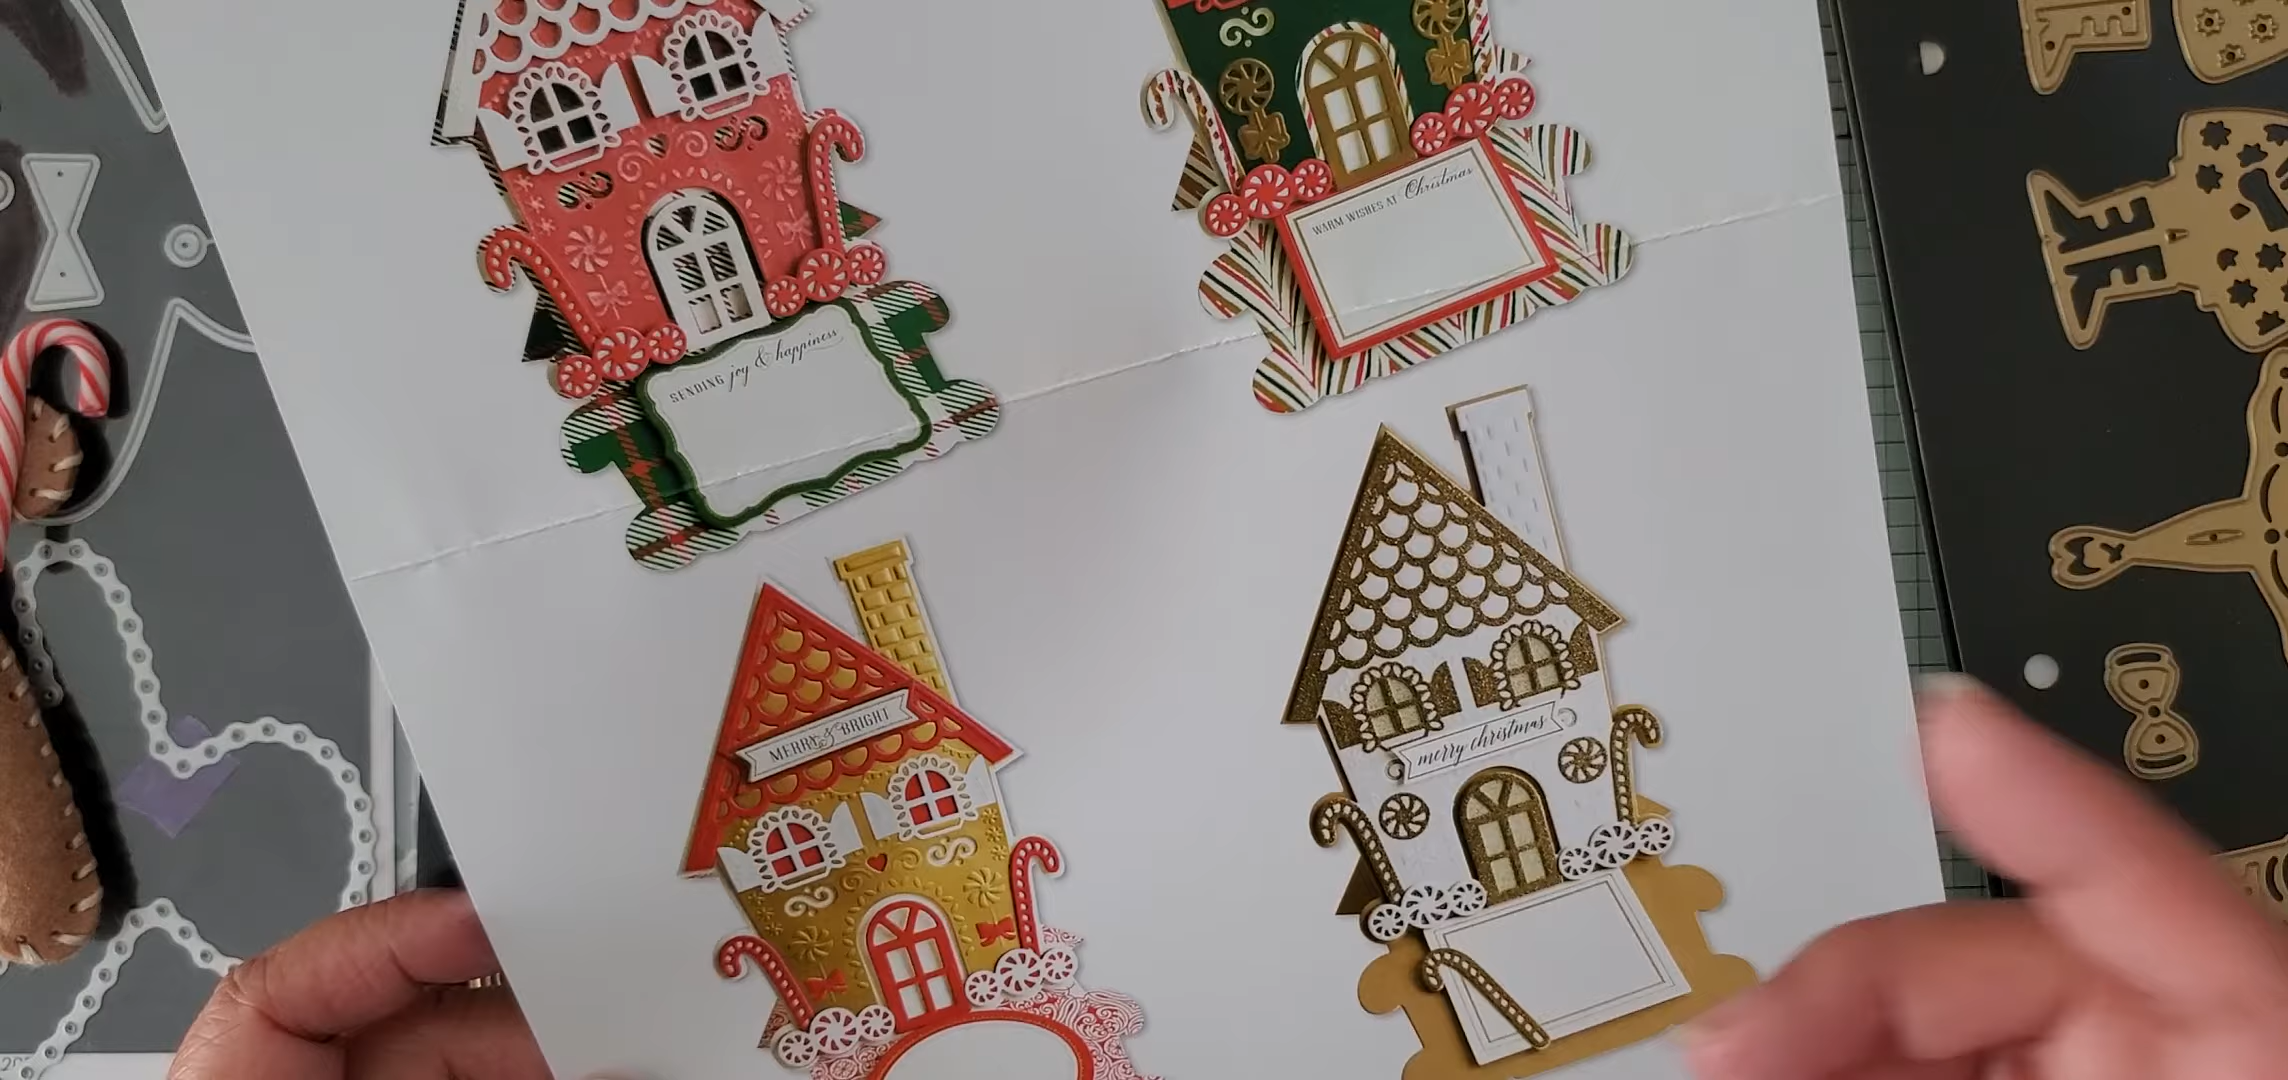 SENDING joy & happiness
WARM WISHES AT Christmas
MERRY & BRIGHT
merry christmas